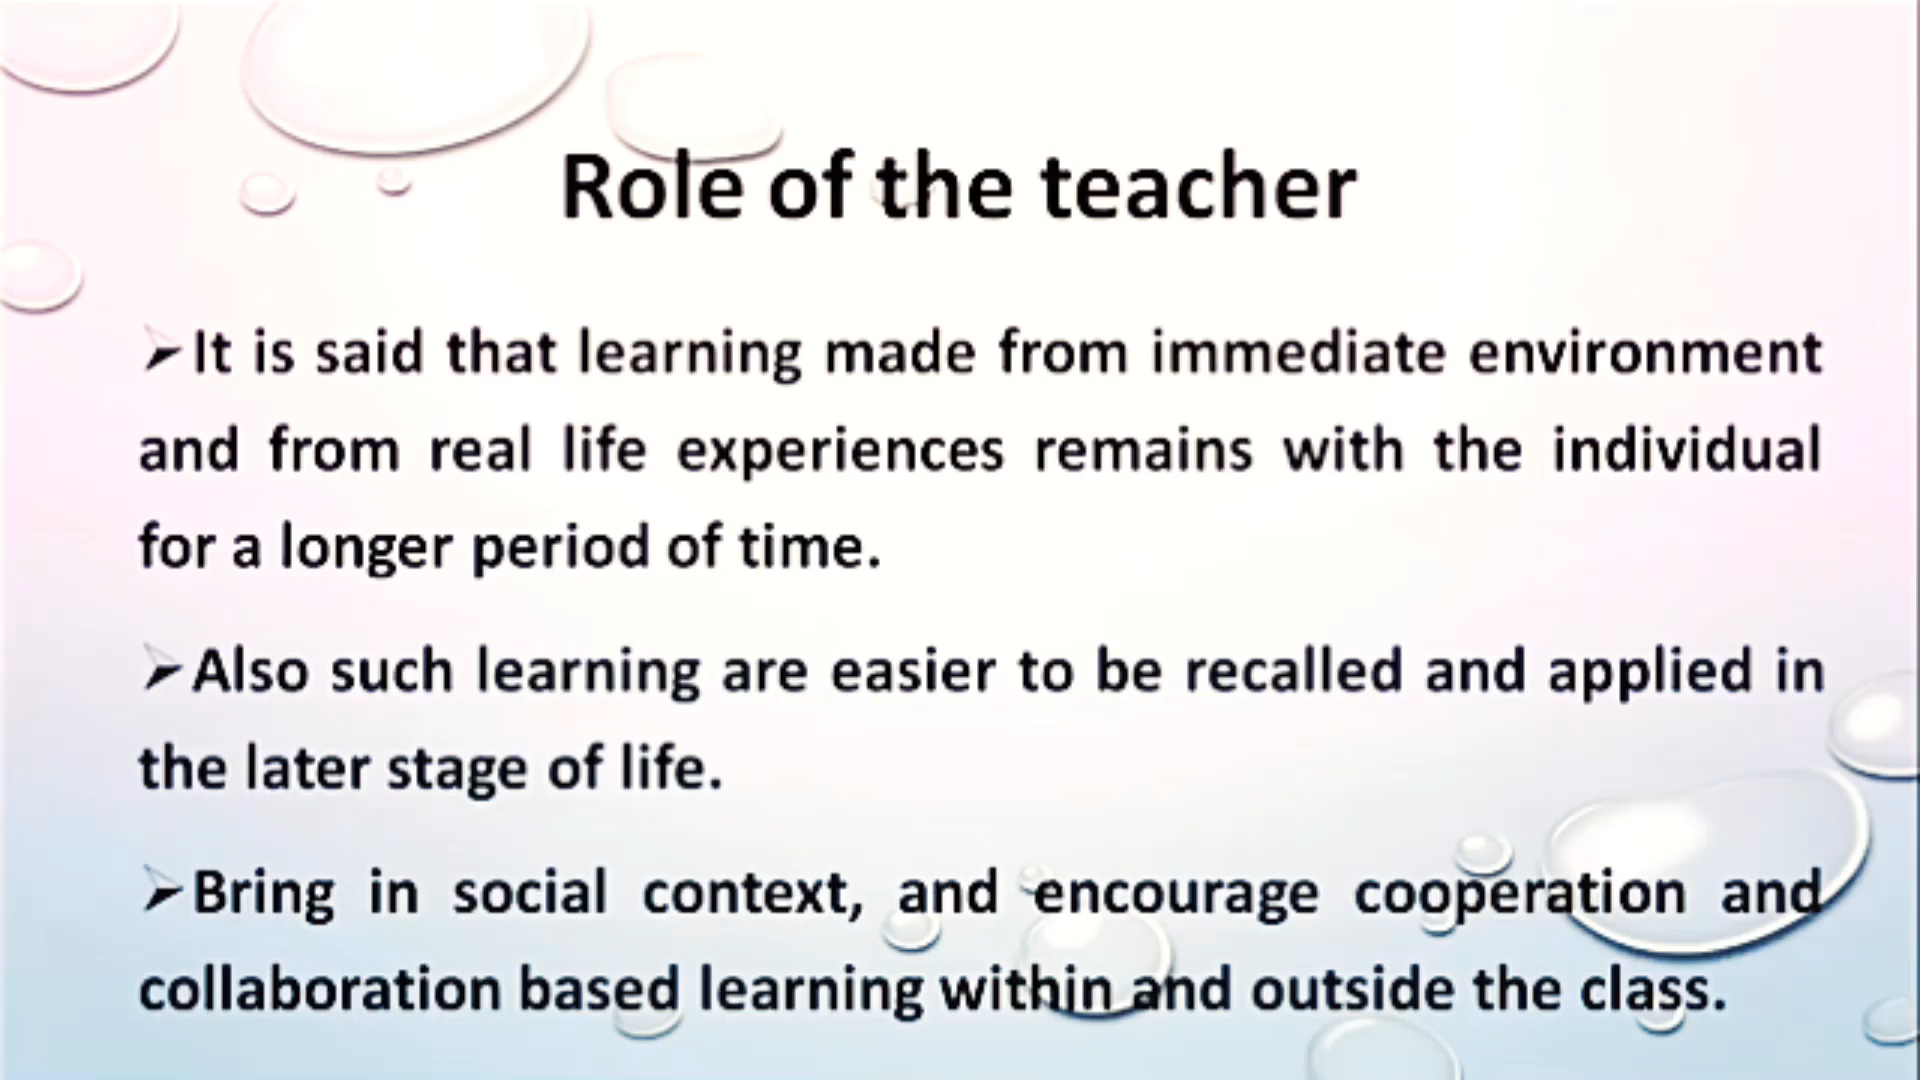 Role of the teacher
➢It is said that learning made from immediate environment
and from real life experiences remains with the individual
for a longer period of time.
➢Also such learning are easier to be recalled and applied in
the later stage of life.
➢Bring in social context, and encourage cooperation and
collaboration based learning within and outside the class.